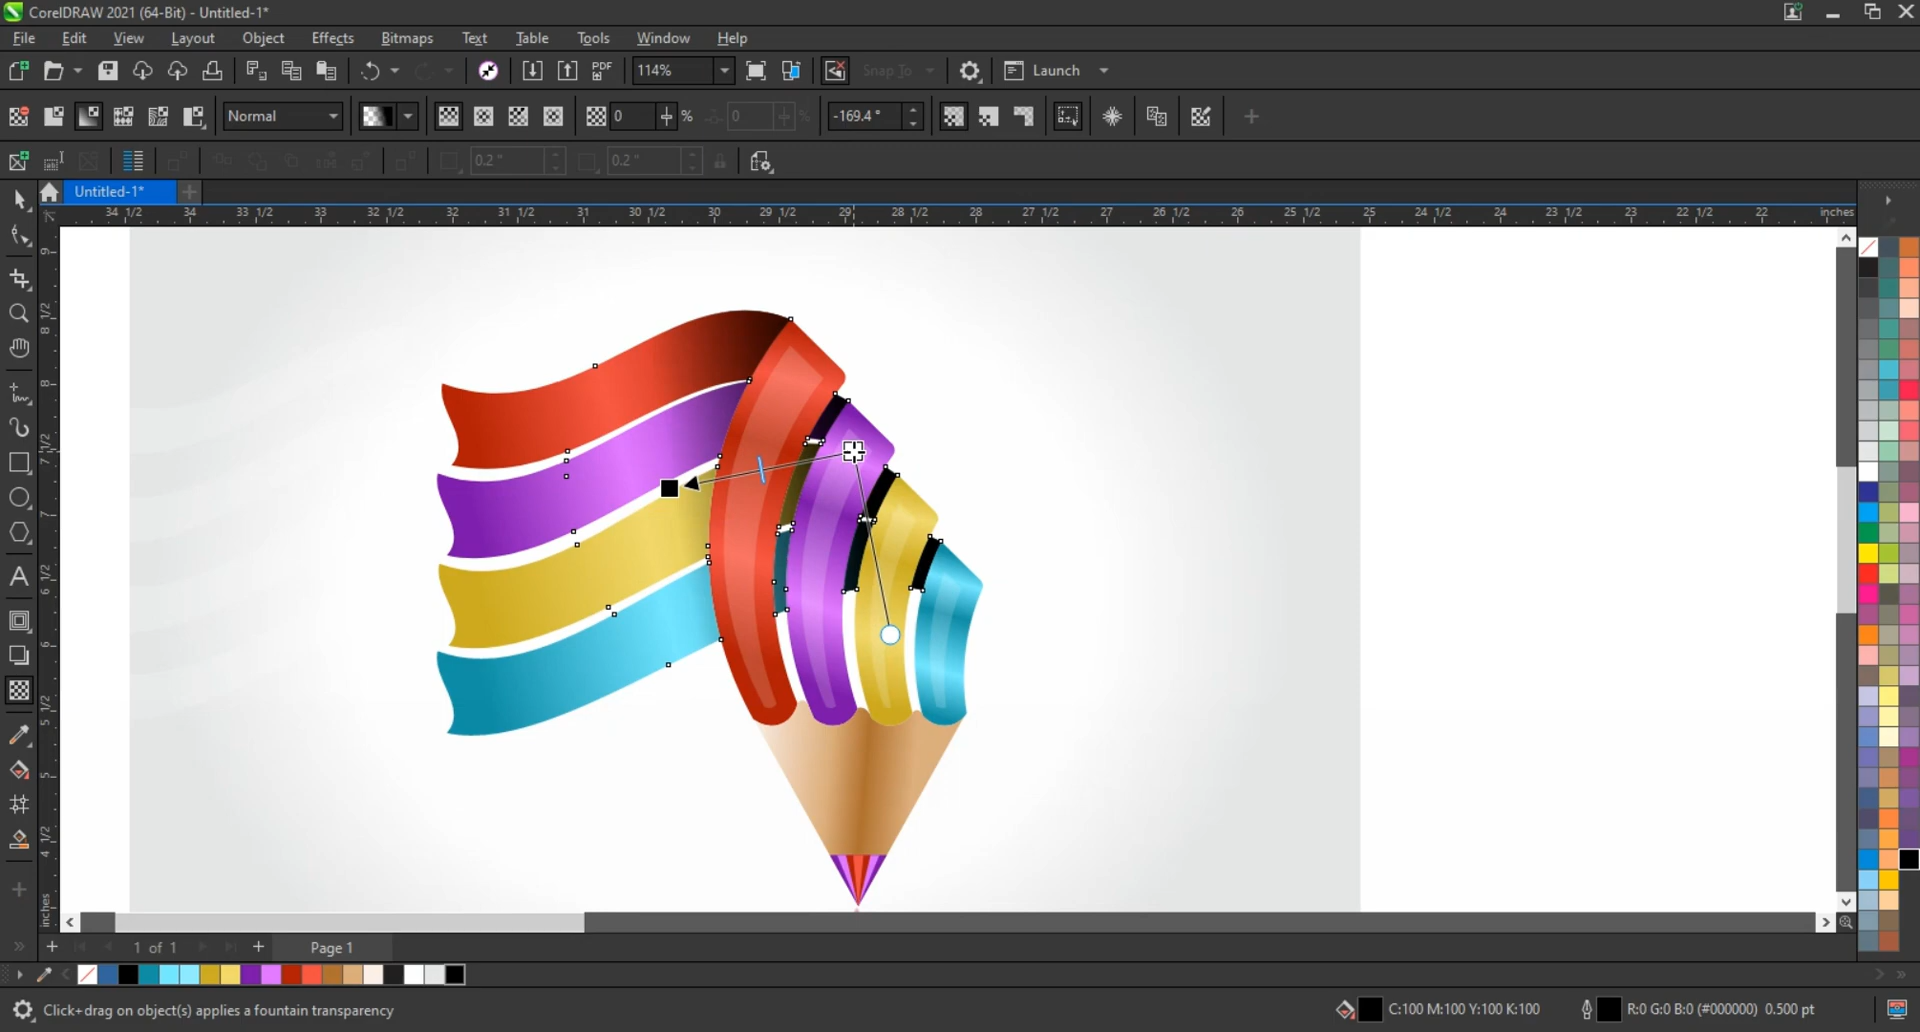 CorelDRAW 2021 (64-Bit) - Untitled-1*
File Edit View Layout Object Effects Bitmaps Text Table Tools Window Help
PDF 114% Snap To Launch
Normal 0 % 0 % -169.4 °
0.2 " 0.2 "
Untitled-1*
34 1/2 34 33 1/2 33 32 1/2 32 31 1/2 31 30 1/2 30 29 1/2 29 28 1/2 28 27 1/2 27 26 1/2 26 25 1/2 25 24 1/2 24 23 1/2 23 22 1/2 22 inches
9
8 1/2
8
7 1/2
7
6 1/2
6
5 1/2
5
4 1/2
inches
1 of 1 Page 1
Click+drag on object(s) applies a fountain transparency C:100 M:100 Y:100 K:100 R:0 G:0 B:0 (#000000) 0.500 pt